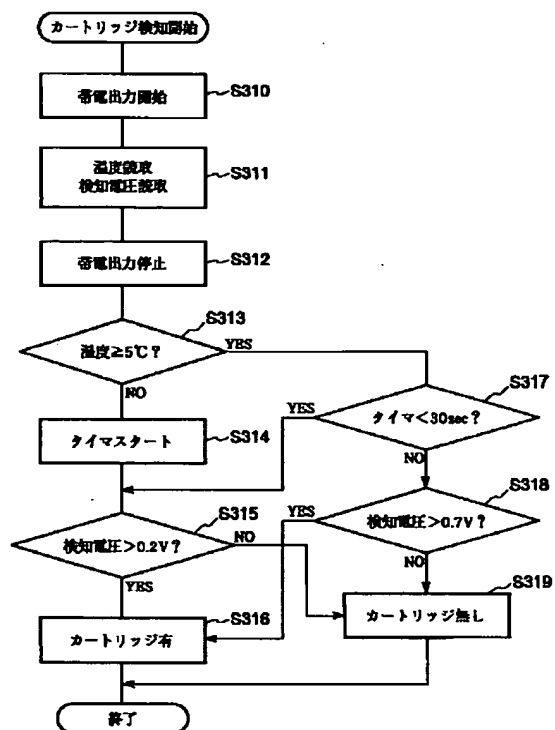 カートリッジ検知開始
帯電出力開始
S310
温度読取
検知電圧読取
S311
帯電出力停止
S312
S313
温度≧5℃?
YES
NO
S317
タイマ<30sec?
YES
NO
タイマスタート
S314
S315
検知電圧>0.2V?
NO
YES
S318
検知電圧>0.7V?
YES
NO
S316
カートリッジ有
S319
カートリッジ無し
終了